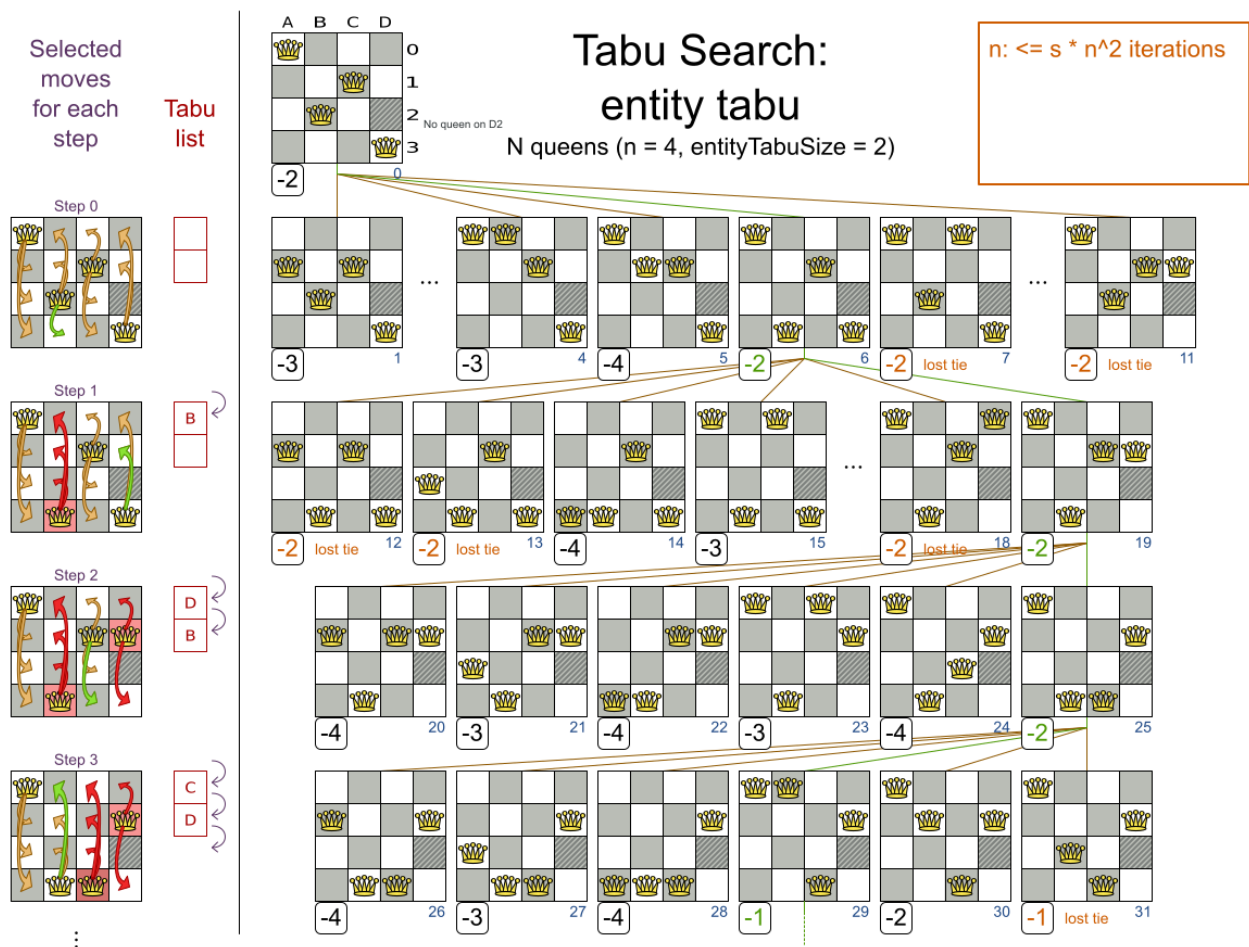 Selected
moves
for each
step
Tabu
list
A B C D
0
1
2
3
No queen on D2
-2
0
Tabu Search:
entity tabu
N queens (n = 4, entityTabuSize = 2)
n: <= s * n^2 iterations
Step 0
-3 1
...
-3 4
-4 5
-2 6
-2 lost tie 7
...
-2 lost tie 11
Step 1
B
-2 lost tie 12
-2 lost tie 13
-4 14
-3 15
...
-2 lost tie 18
-2 19
Step 2
D
B
-4 20
-3 21
-4 22
-3 23
-4 24
-2 25
Step 3
C
D
-4 26
-3 27
-4 28
-1 29
-2 30
-1 lost tie 31
...